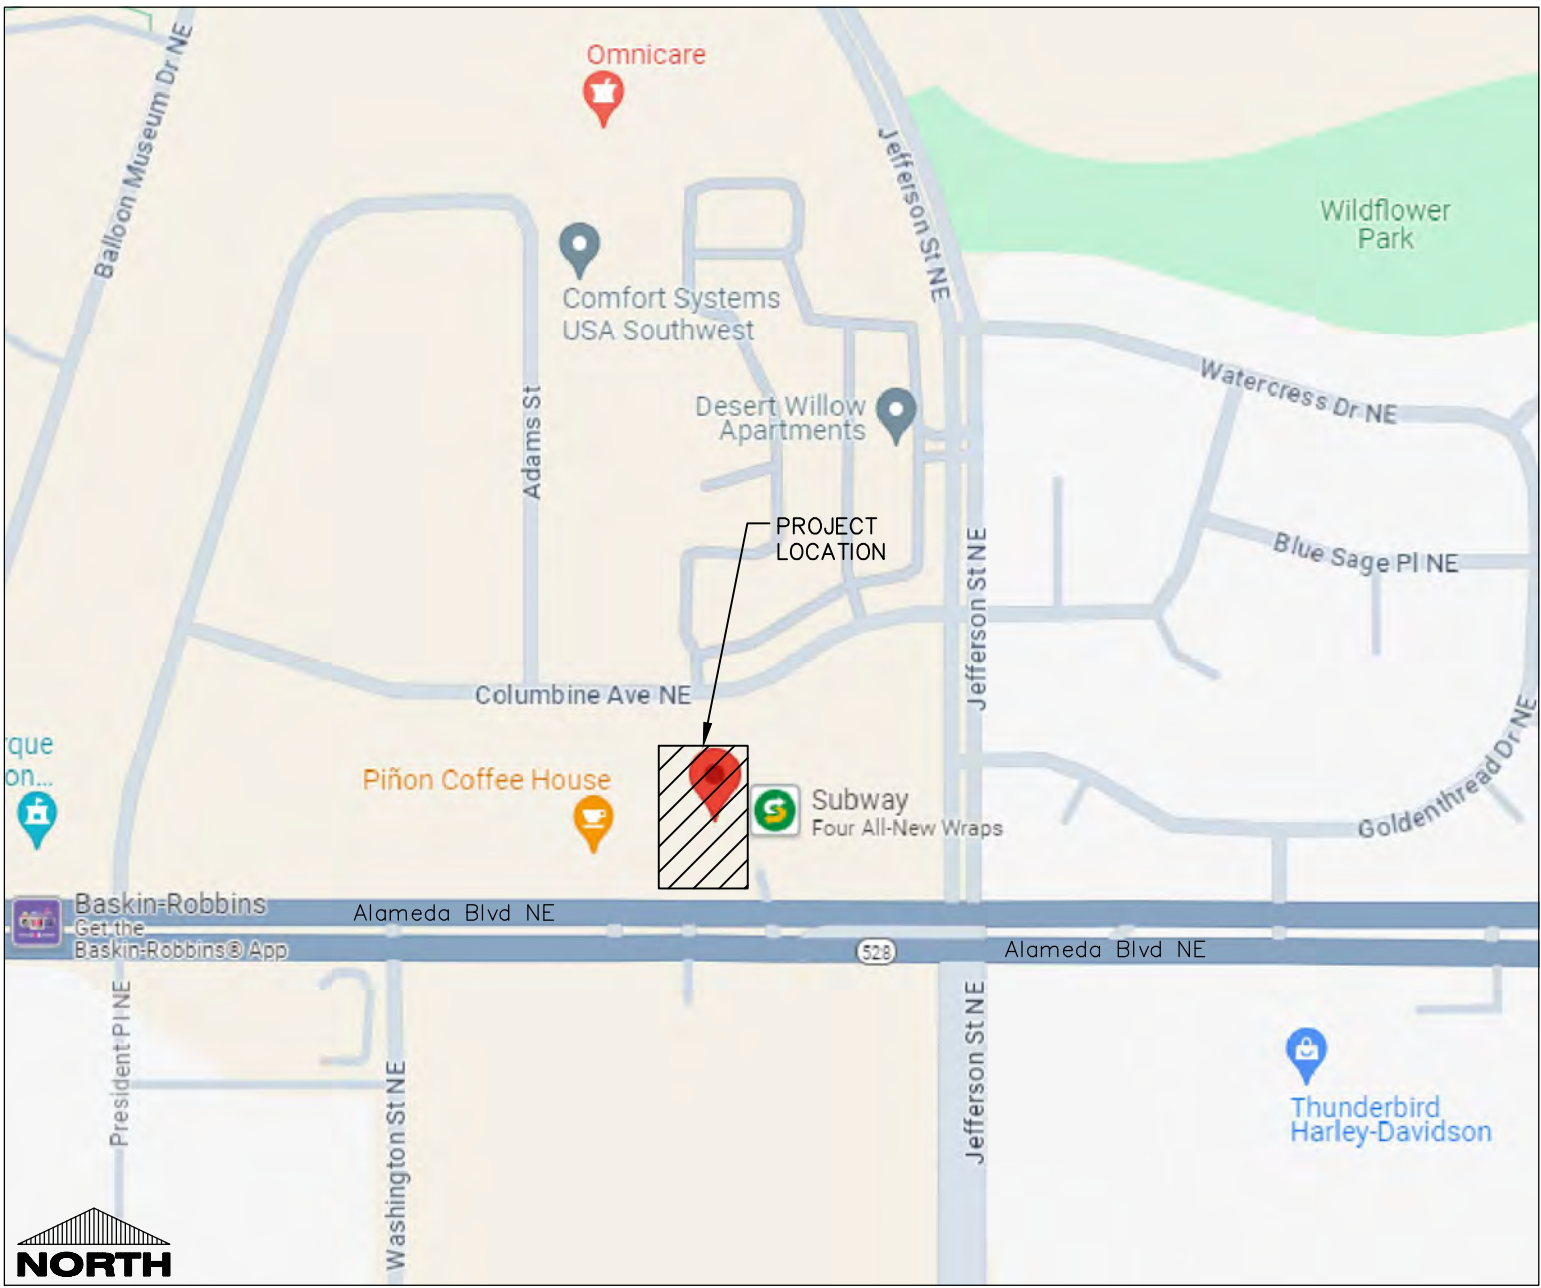 Omnicare
Balloon Museum Dr NE
Jefferson St NE
Wildflower
Park
Comfort Systems
USA Southwest
Watercress Dr NE
Adams St
Desert Willow
Apartments
PROJECT
LOCATION
Blue Sage Pl NE
Jefferson St NE
Columbine Ave NE
Goldenthread Dr NE
rque
on...
Piñon Coffee House
Subway
Four All-New Wraps
Baskin-Robbins
Get the
Baskin-Robbins® App
Alameda Blvd NE
528
Alameda Blvd NE
President Pl NE
Washington St NE
Jefferson St NE
Thunderbird
Harley-Davidson
NORTH